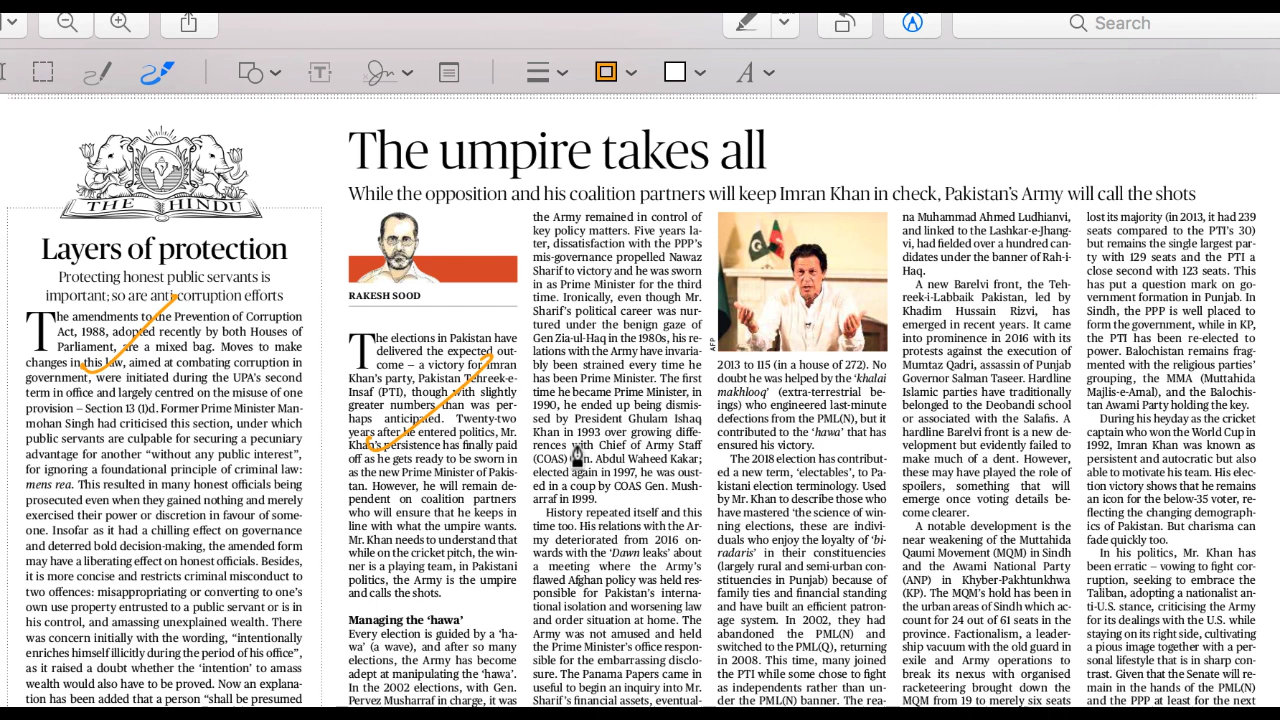 Search
THE HINDU
Layers of protection
Protecting honest public servants is
important; so are anti-corruption efforts
The amendments to the Prevention of Corruption
Act, 1988, adopted recently by both Houses of
Parliament, are a mixed bag. Moves to make
changes in this law, aimed at combating corruption in
government, were initiated during the UPA's second
term in office and largely centred on the misuse of one
provision – Section 13 (1)d. Former Prime Minister Man-
mohan Singh had criticised this section, under which
public servants are culpable for securing a pecuniary
advantage for another “without any public interest”,
for ignoring a foundational principle of criminal law:
mens rea. This resulted in many honest officials being
prosecuted even when they gained nothing and merely
exercised their power or discretion in favour of some-
one. Insofar as it had a chilling effect on governance
and deterred bold decision-making, the amended form
may have a liberating effect on honest officials. Besides,
it is more concise and restricts criminal misconduct to
two offences: misappropriating or converting to one's
own use property entrusted to a public servant or is in
his control, and amassing unexplained wealth. There
was concern initially with the wording, “intentionally
enriches himself illicitly during the period of his office”,
as it raised a doubt whether the ‘intention’ to amass
wealth would also have to be proved. Now an explana-
tion has been added that a person “shall be presumed
The umpire takes all
While the opposition and his coalition partners will keep Imran Khan in check, Pakistan's Army will call the shots
RAKESH SOOD
The elections in Pakistan have
delivered the expected out-
come – a victory for Imran
Khan's party, Pakistan Tehreek-e-
Insaf (PTI), though with slightly
greater numbers than was per-
haps anticipated. Twenty-two
years after he entered politics, Mr.
Khan's persistence has finally paid
off as he gets ready to be sworn in
as the new Prime Minister of Pakis-
tan. However, he will remain de-
pendent on coalition partners
who will ensure that he keeps in
line with what the umpire wants.
Mr. Khan needs to understand that
while on the cricket pitch, the win-
ner is a playing team, in Pakistani
politics, the Army is the umpire
and calls the shots.
Managing the ‘hawa’
Every election is guided by a ‘ha-
wa’ (a wave), and after so many
elections, the Army has become
adept at manipulating the ‘hawa’.
In the 2002 elections, with Gen.
Pervez Musharraf in charge, it was
the Army remained in control of
key policy matters. Five years la-
ter, dissatisfaction with the PPP's
mis-governance propelled Nawaz
Sharif to victory and he was sworn
in as Prime Minister for the third
time. Ironically, even though Mr.
Sharif's political career was nur-
tured under the benign gaze of
Gen Zia-ul-Haq in the 1980s, his re-
lations with the Army have invaria-
bly been strained every time he
has been Prime Minister. The first
time he became Prime Minister, in
1990, he ended up being dismis-
sed by President Ghulam Ishaq
Khan in 1993 over growing diffe-
rences with Chief of Army Staff
(COAS) Gen. Abdul Waheed Kakar;
elected again in 1997, he was oust-
ed in a coup by COAS Gen. Mush-
arraf in 1999.
History repeated itself and this
time too. His relations with the Ar-
my deteriorated from 2016 on-
wards with the ‘Dawn leaks’ about
a meeting where the Army's
flawed Afghan policy was held res-
ponsible for Pakistan's interna-
tional isolation and worsening law
and order situation at home. The
Army was not amused and held
the Prime Minister's office respon-
sible for the embarrassing disclo-
sure. The Panama Papers came in
useful to begin an inquiry into Mr.
Sharif's financial assets, eventual-
AFP
2013 to 115 (in a house of 272). No
doubt he was helped by the ‘khalai
makhlooq’ (extra-terrestrial be-
ings) who engineered last-minute
defections from the PML(N), but it
contributed to the ‘hawa’ that has
ensured his victory.
The 2018 election has contribut-
ed a new term, ‘electables’, to Pa-
kistani election terminology. Used
by Mr. Khan to describe those who
have mastered ‘the science of win-
ning elections, these are indivi-
duals who enjoy the loyalty of ‘bi-
radaris’ in their constituencies
(largely rural and semi-urban con-
stituencies in Punjab) because of
family ties and financial standing
and have built an efficient patron-
age system. In 2002, they had
abandoned the PML(N) and
switched to the PML(Q), returning
in 2008. This time, many joined
the PTI while some chose to fight
as independents rather than un-
der the PML(N) banner. The rea-
na Muhammad Ahmed Ludhianvi,
and linked to the Lashkar-e-Jhang-
vi, had fielded over a hundred can-
didates under the banner of Rah-i-
Haq.
A new Barelvi front, the Teh-
reek-i-Labbaik Pakistan, led by
Khadim Hussain Rizvi, has
emerged in recent years. It came
into prominence in 2016 with its
protests against the execution of
Mumtaz Qadri, assassin of Punjab
Governor Salman Taseer. Hardline
Islamic parties have traditionally
belonged to the Deobandi school
or associated with the Salafis. A
hardline Barelvi front is a new de-
velopment but evidently failed to
make much of a dent. However,
these may have played the role of
spoilers, something that will
emerge once voting details be-
come clearer.
A notable development is the
near weakening of the Muttahida
Qaumi Movement (MQM) in Sindh
and the Awami National Party
(ANP) in Khyber-Pakhtunkhwa
(KP). The MQM's hold has been in
the urban areas of Sindh which ac-
count for 24 out of 61 seats in the
province. Factionalism, a leader-
ship vacuum with the old guard in
exile and Army operations to
break its nexus with organised
racketeering brought down the
MQM from 19 to merely six seats
lost its majority (in 2013, it had 239
seats compared to the PTI's 30)
but remains the single largest par-
ty with 129 seats and the PTI a
close second with 123 seats. This
has put a question mark on go-
vernment formation in Punjab. In
Sindh, the PPP is well placed to
form the government, while in KP,
the PTI has been re-elected to
power. Balochistan remains frag-
mented with the religious parties'
grouping, the MMA (Muttahida
Majlis-e-Amal), and the Balochis-
tan Awami Party holding the key.
During his heyday as the cricket
captain who won the World Cup in
1992, Imran Khan was known as
persistent and autocratic but also
able to motivate his team. His elec-
tion victory shows that he remains
an icon for the below-35 voter, re-
flecting the changing demograph-
ics of Pakistan. But charisma can
fade quickly too.
In his politics, Mr. Khan has
been erratic – vowing to fight cor-
ruption, seeking to embrace the
Taliban, adopting a nationalist an-
ti-U.S. stance, criticising the Army
for its dealings with the U.S. while
staying on its right side, cultivating
a pious image together with a per-
sonal lifestyle that is in sharp con-
trast. Given that the Senate will re-
main in the hands of the PML(N)
and the PPP at least for the next